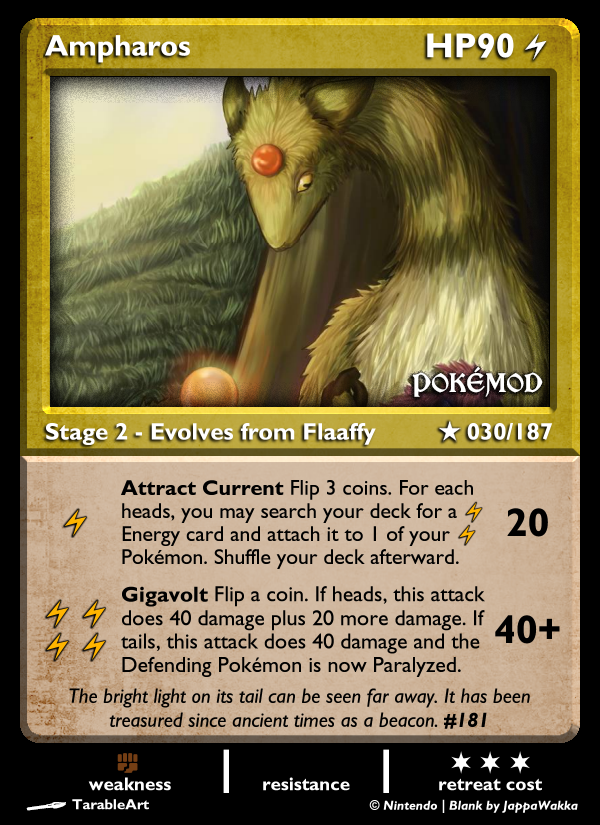 Ampharos HP90
POKÉMOD
Stage 2 - Evolves from Flaaffy ★ 030/187
Attract Current Flip 3 coins. For each
heads, you may search your deck for a
Energy card and attach it to 1 of your
Pokémon. Shuffle your deck afterward.
20
Gigavolt Flip a coin. If heads, this attack
does 40 damage plus 20 more damage. If
tails, this attack does 40 damage and the
Defending Pokémon is now Paralyzed.
40+
The bright light on its tail can be seen far away. It has been
treasured since ancient times as a beacon. #181
weakness resistance retreat cost
TarableArt © Nintendo | Blank by JappaWakka